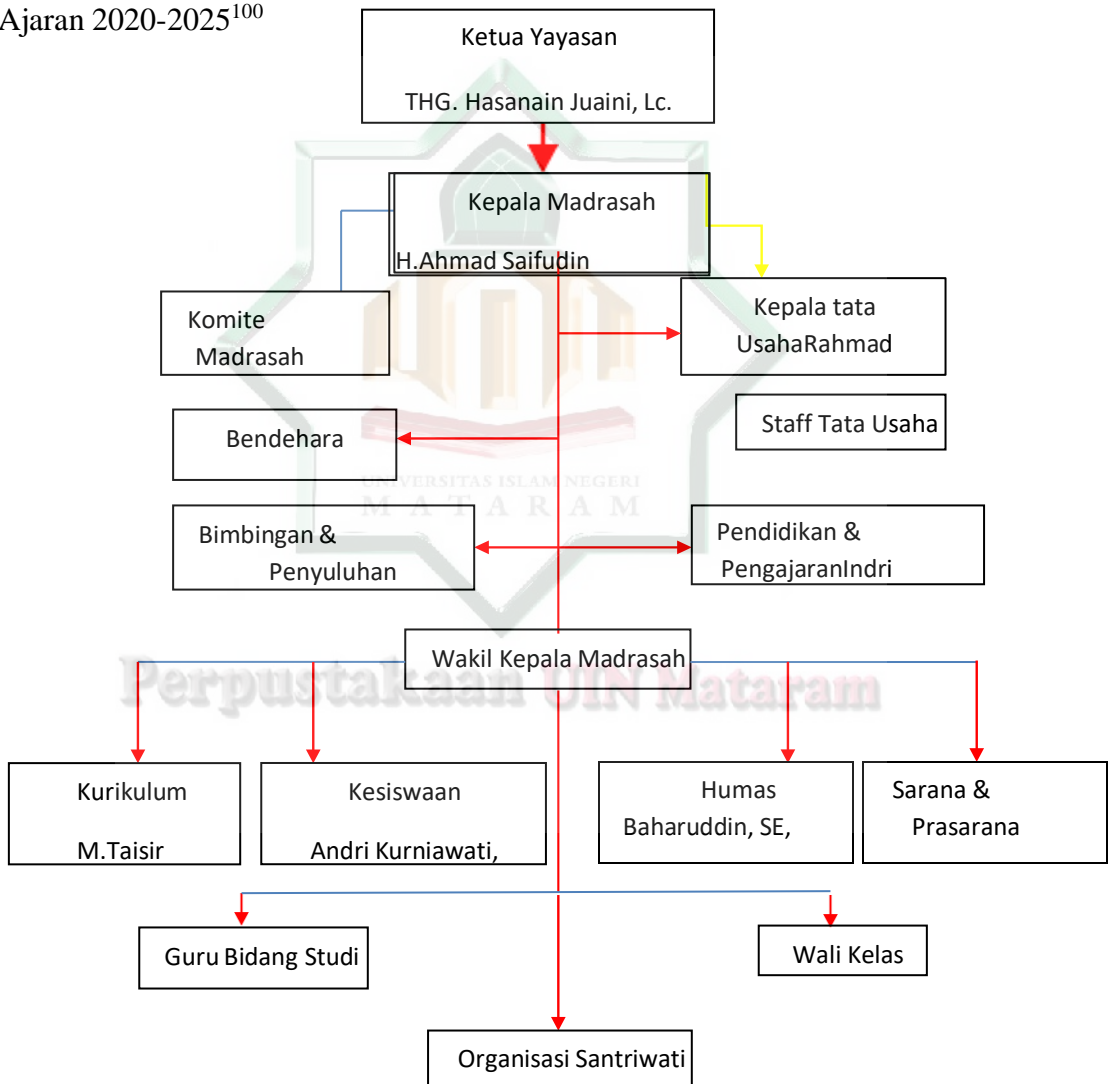 Ajaran 2020-2025100
Ketua Yayasan
THG. Hasanain Juaini, Lc.
Kepala Madrasah
H.Ahmad Saifudin
Komite
Madrasah
Kepala tata
UsahaRahmad
Bendehara
Staff Tata Usaha
UNIVERSITAS ISLAM NEGERI
MATARAM
Bimbingan &
Penyuluhan
Pendidikan &
PengajaranIndri
Wakil Kepala Madrasah
Perpustakaan UIN Mataram
Kurikulum
M.Taisir
Kesiswaan
Andri Kurniawati,
Humas
Baharuddin, SE,
Sarana &
Prasarana
Guru Bidang Studi
Wali Kelas
Organisasi Santriwati